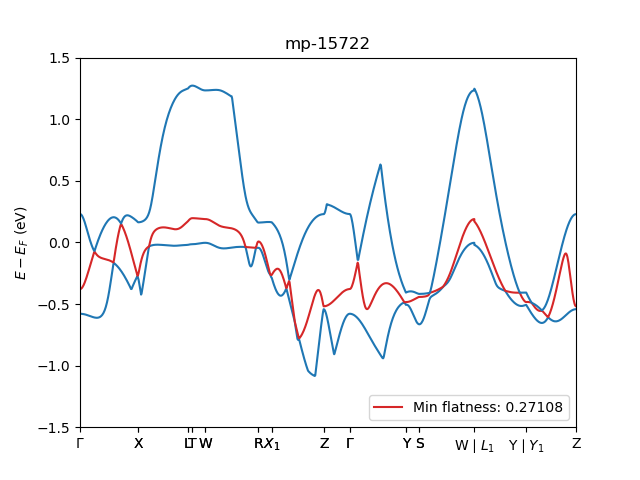 mp-15722
E − E_F (eV)
1.5
1.0
0.5
0.0
−0.5
−1.0
−1.5
Min flatness: 0.27108
Γ X LT W R X₁ Z Γ Y S W | L₁ Y | Y₁ Z